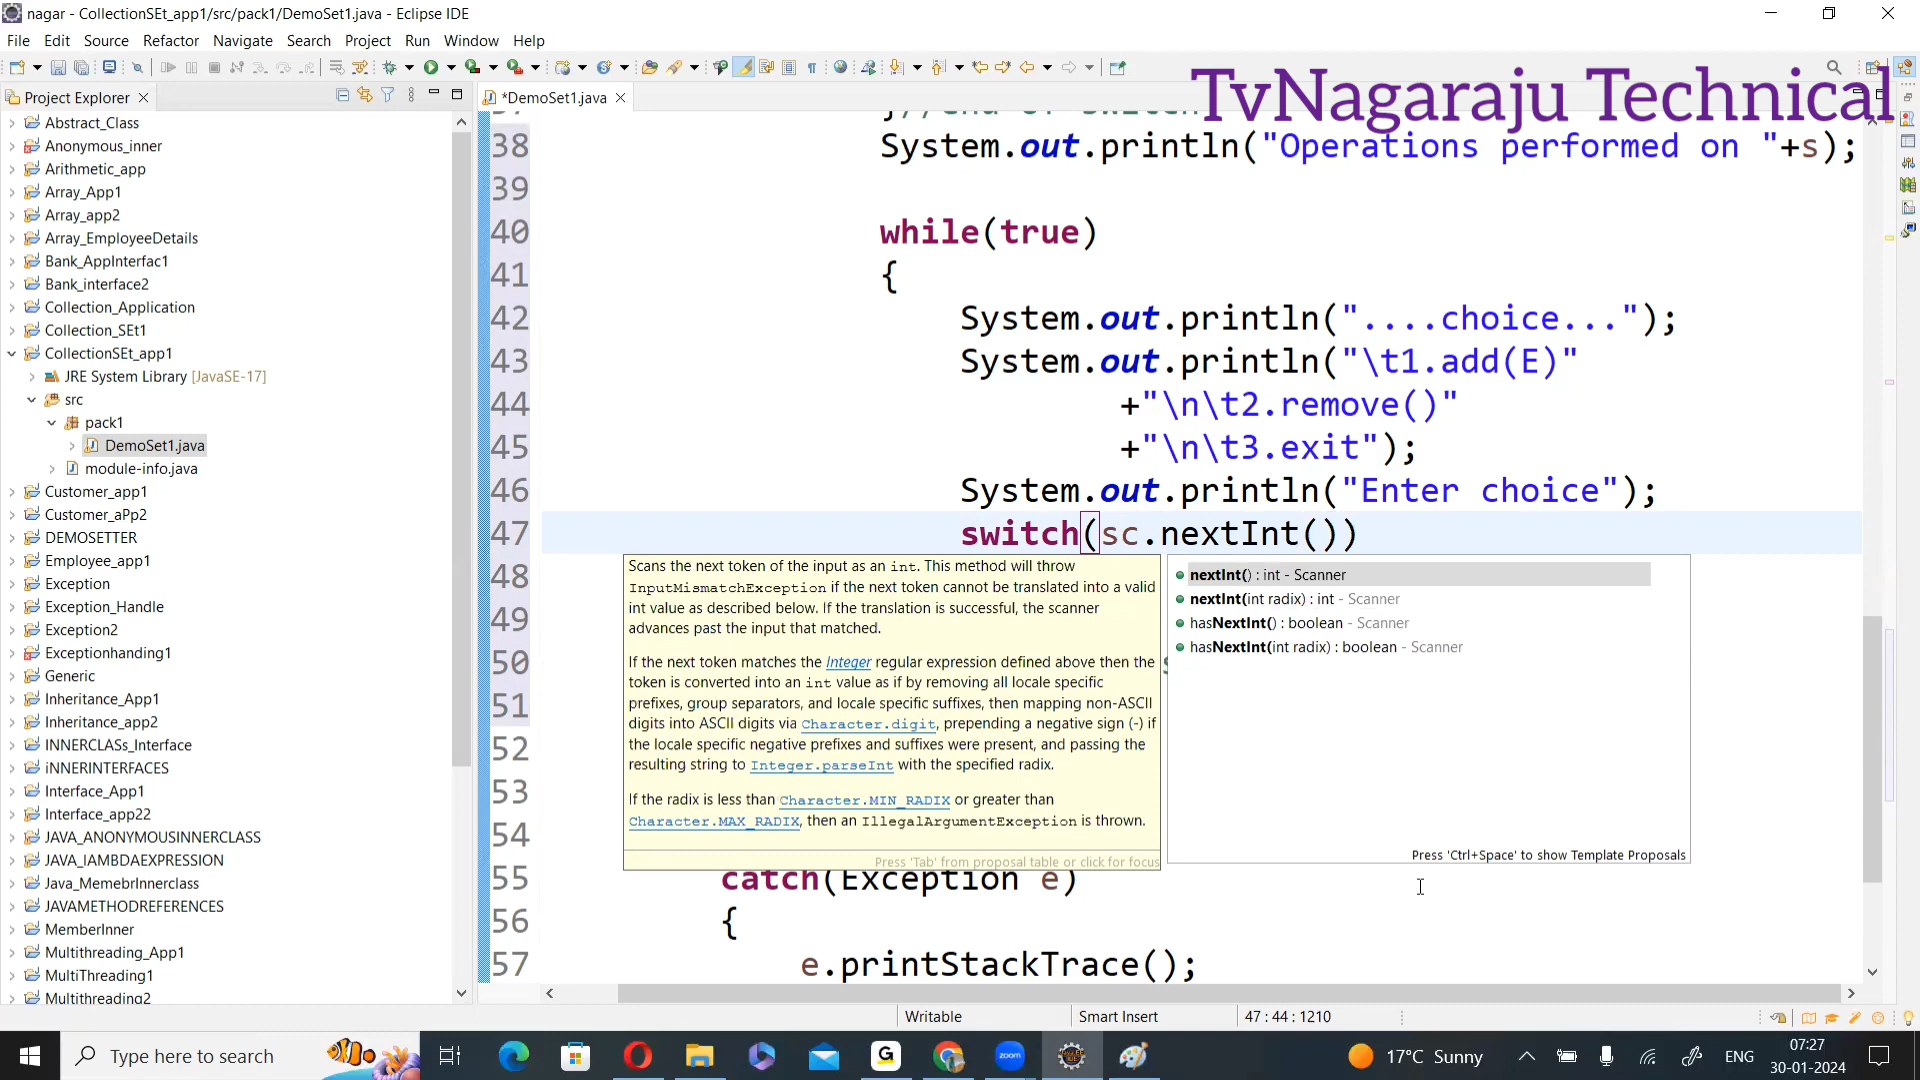 nagar - CollectionSEt_app1/src/pack1/DemoSet1.java - Eclipse IDE
File Edit Source Refactor Navigate Search Project Run Window Help
TvNagaraju Technical
Project Explorer
*DemoSet1.java
Abstract_Class
Anonymous_inner
Arithmetic_app
Array_App1
Array_app2
Array_EmployeeDetails
Bank_AppInterfac1
Bank_interface2
Collection_Application
Collection_SEt1
CollectionSEt_app1
JRE System Library [JavaSE-17]
src
pack1
DemoSet1.java
module-info.java
Customer_app1
Customer_aPp2
DEMOSETTER
Employee_app1
Exception
Exception_Handle
Exception2
Exceptionhanding1
Generic
Inheritance_App1
Inheritance_app2
INNERCLASs_Interface
iNNERINTERFACES
Interface_App1
Interface_app22
JAVA_ANONYMOUSINNERCLASS
JAVA_lAMBDAEXPRESSION
Java_MemebrInnerclass
JAVAMETHODREFERENCES
MemberInner
Multithreading_App1
MultiThreading1
Multithreading2
38 System.out.println("Operations performed on "+s);
39
40 while(true)
41 {
42 System.out.println("....choice...");
43 System.out.println("\t1.add(E)"
44 +"\n\t2.remove()"
45 +"\n\t3.exit");
46 System.out.println("Enter choice");
47 switch(sc.nextInt())
48
49
50
51
52
53
54
55 catch(Exception e)
56 {
57 e.printStackTrace();
Scans the next token of the input as an int. This method will throw
InputMismatchException if the next token cannot be translated into a valid
int value as described below. If the translation is successful, the scanner
advances past the input that matched.
If the next token matches the Integer regular expression defined above then the
token is converted into an int value as if by removing all locale specific
prefixes, group separators, and locale specific suffixes, then mapping non-ASCII
digits into ASCII digits via Character.digit, prepending a negative sign (-) if
the locale specific negative prefixes and suffixes were present, and passing the
resulting string to Integer.parseInt with the specified radix.
If the radix is less than Character.MIN_RADIX or greater than
Character.MAX_RADIX, then an IllegalArgumentException is thrown.
Press 'Tab' from proposal table or click for focus
nextInt() : int - Scanner
nextInt(int radix) : int - Scanner
hasNextInt() : boolean - Scanner
hasNextInt(int radix) : boolean - Scanner
Press 'Ctrl+Space' to show Template Proposals
Writable Smart Insert 47 : 44 : 1210
Type here to search
zoom
17°C Sunny
ENG
07:27
30-01-2024